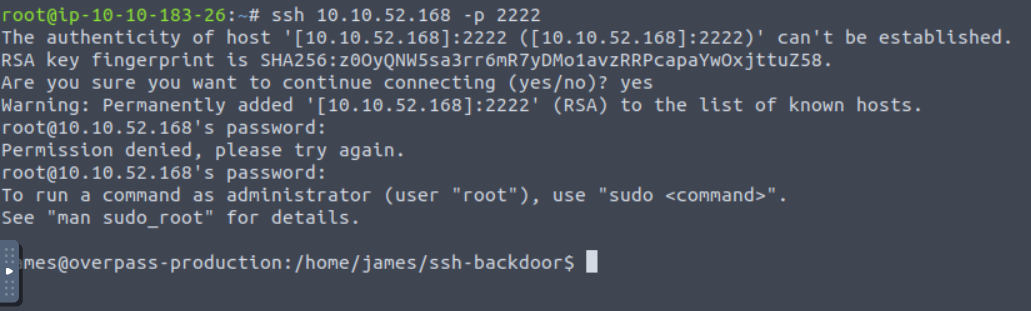 root@ip-10-10-183-26:~# ssh 10.10.52.168 -p 2222
The authenticity of host '[10.10.52.168]:2222 ([10.10.52.168]:2222)' can't be established.
RSA key fingerprint is SHA256:z0OyQNW5sa3rr6mR7yDMo1avzRRPcapaYwOxjttuZ58.
Are you sure you want to continue connecting (yes/no)? yes
Warning: Permanently added '[10.10.52.168]:2222' (RSA) to the list of known hosts.
root@10.10.52.168's password:
Permission denied, please try again.
root@10.10.52.168's password:
To run a command as administrator (user "root"), use "sudo <command>".
See "man sudo_root" for details.
mes@overpass-production:/home/james/ssh-backdoor$